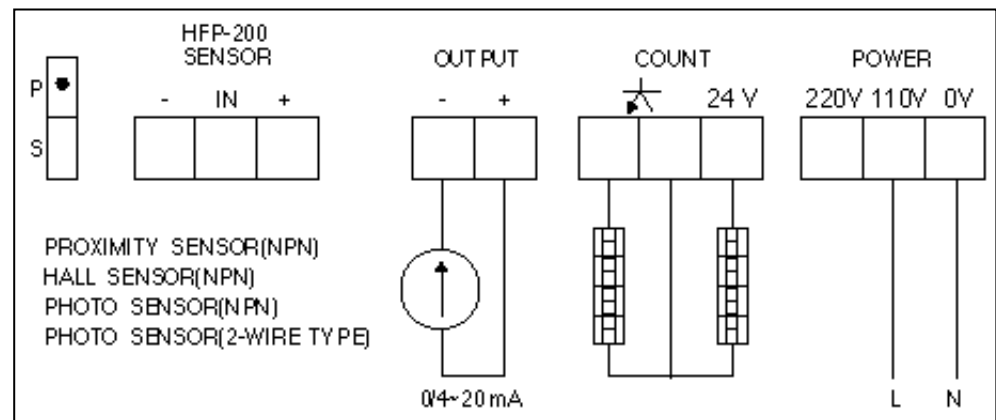 HFP-200
SENSOR
OUTPUT
COUNT
POWER
P
- IN +
- +
24 V
220V 110V 0V
S
PROXIMITY SENSOR(NPN)
HALL SENSOR(NPN)
PHOTO SENSOR(NPN)
PHOTO SENSOR(2-WIRE TYPE)
0/4~20 mA
L N